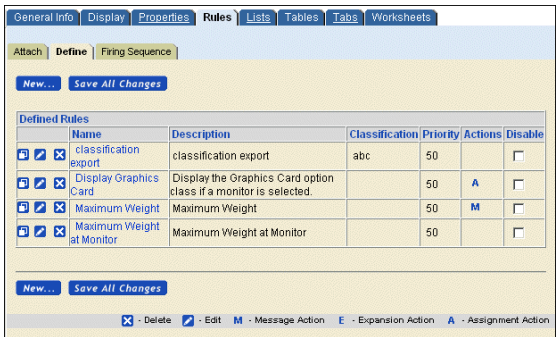 General Info Display Properties Rules Lists Tables Tabs Worksheets
Attach Define Firing Sequence
New... Save All Changes
Defined Rules
Name Description Classification Priority Actions Disable
classification export classification export abc 50
Display Graphics Card Display the Graphics Card option class if a monitor is selected. 50 A
Maximum Weight Maximum Weight 50 M
Maximum Weight at Monitor Maximum Weight at Monitor 50
New... Save All Changes
- Delete - Edit M - Message Action E - Expansion Action A - Assignment Action